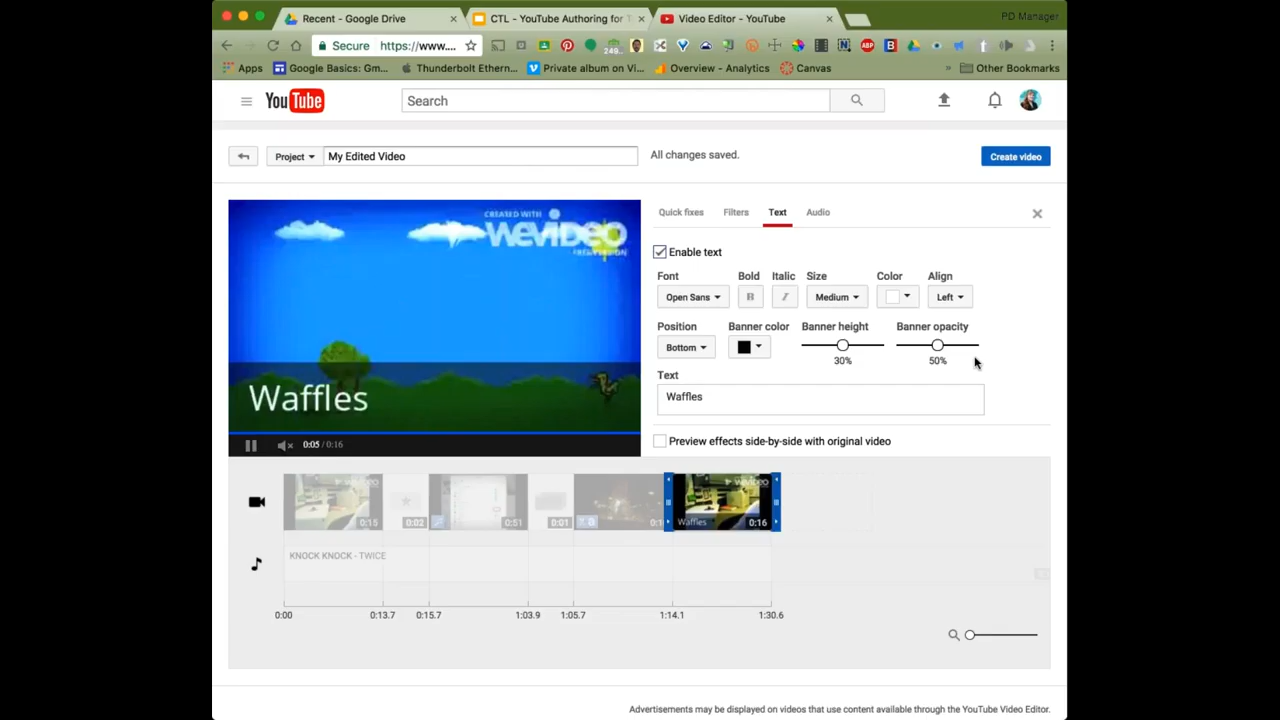 PD Manager
Recent - Google Drive
CTL - YouTube Authoring for T
Video Editor - YouTube
Secure
https://www....
249...
ABP
Apps
Google Basics: Gm...
Thunderbolt Ethern...
Private album on Vi...
Overview - Analytics
Canvas
»
Other Bookmarks
YouTube
Search
Project
My Edited Video
All changes saved.
Create video
Quick fixes
Filters
Text
Audio
CREATED WITH
WEVIDEO
Enable text
Font
Bold
Italic
Size
Color
Align
Open Sans
B
I
Medium
Left
Position
Banner color
Banner height
Banner opacity
Bottom
30%
50%
Text
Waffles
Waffles
Preview effects side-by-side with original video
0:05 / 0:16
0:15
0:02
0:51
0:01
Waffles
0:16
KNOCK KNOCK - TWICE
0:00
0:13.7
0:15.7
1:03.9
1:05.7
1:14.1
1:30.6
Advertisements may be displayed on videos that use content available through the YouTube Video Editor.